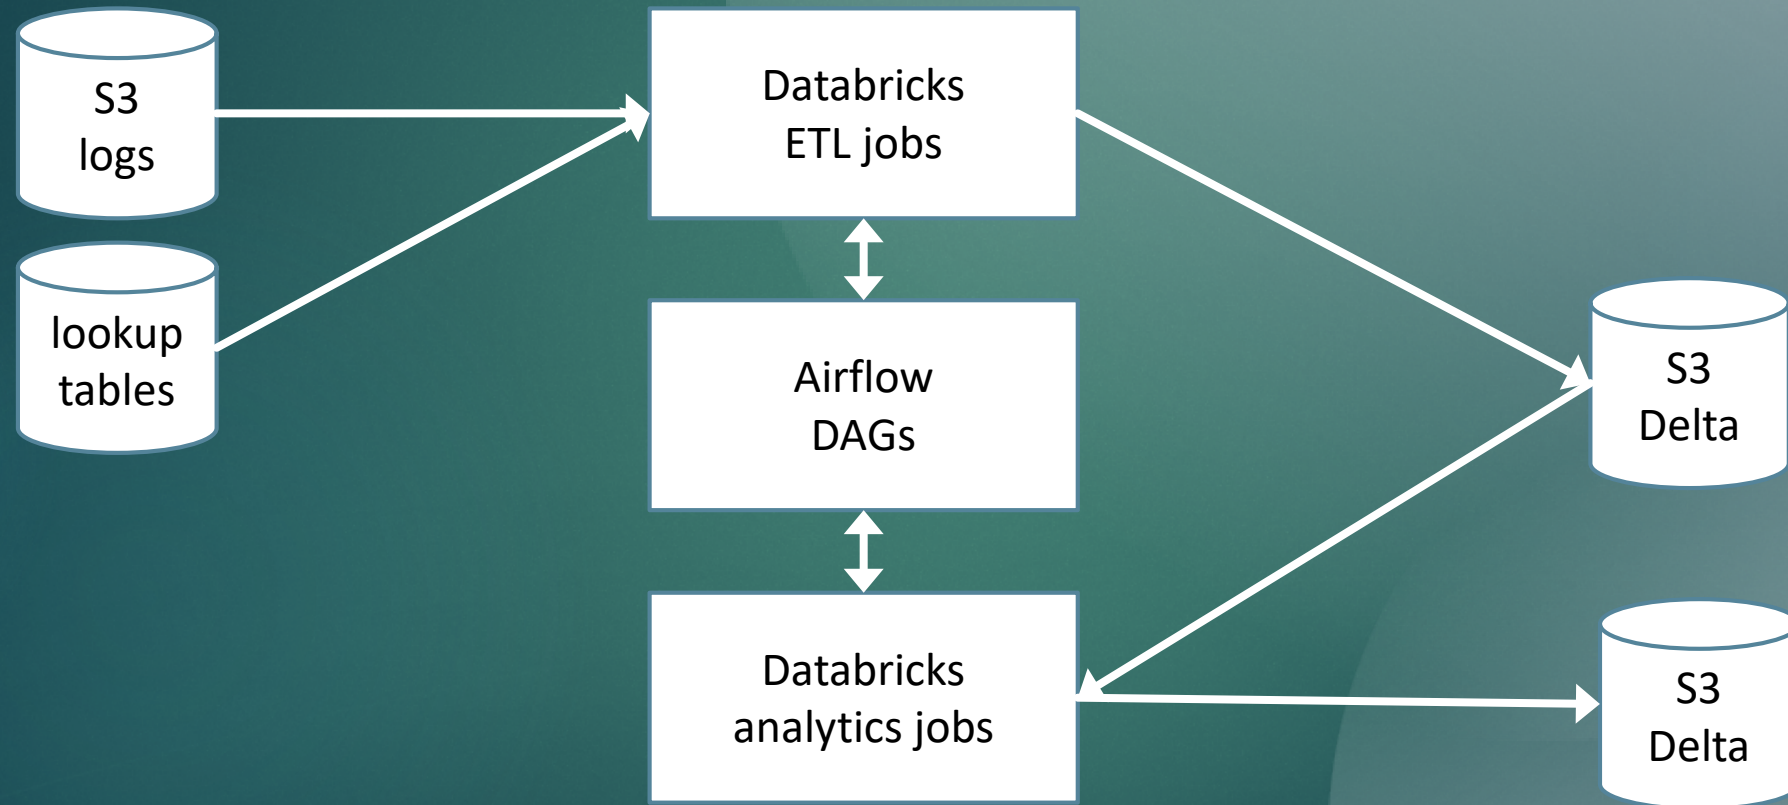 S3
logs
lookup
tables
Databricks
ETL jobs
Airflow
DAGs
Databricks
analytics jobs
S3
Delta
S3
Delta